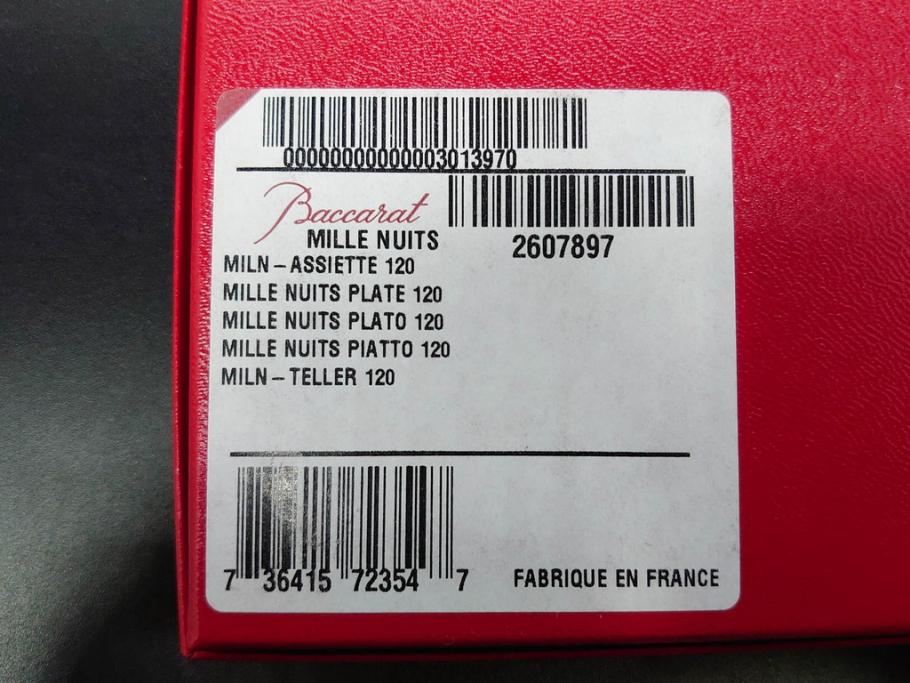 00000000000003013970
Baccarat
MILLE NUITS
2607897
MILN-ASSIETTE 120
MILLE NUITS PLATE 120
MILLE NUITS PLATO 120
MILLE NUITS PIATTO 120
MILN-TELLER 120
7 36415 72354 7
FABRIQUE EN FRANCE